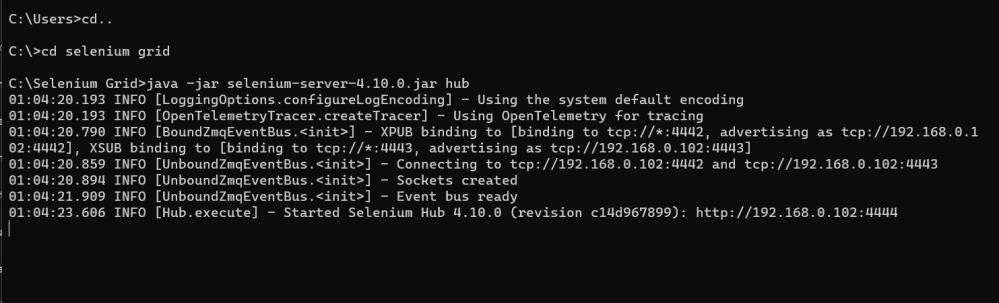 C:\Users>cd..
C:\>cd selenium grid
C:\Selenium Grid>java -jar selenium-server-4.10.0.jar hub
01:04:20.193 INFO [LoggingOptions.configureLogEncoding] - Using the system default encoding
01:04:20.193 INFO [OpenTelemetryTracer.createTracer] - Using OpenTelemetry for tracing
01:04:20.790 INFO [BoundZmqEventBus.<init>] - XPUB binding to [binding to tcp://*:4442, advertising as tcp://192.168.0.1
02:4442], XSUB binding to [binding to tcp://*:4443, advertising as tcp://192.168.0.102:4443]
01:04:20.859 INFO [UnboundZmqEventBus.<init>] - Connecting to tcp://192.168.0.102:4442 and tcp://192.168.0.102:4443
01:04:20.894 INFO [UnboundZmqEventBus.<init>] - Sockets created
01:04:21.909 INFO [UnboundZmqEventBus.<init>] - Event bus ready
01:04:23.606 INFO [Hub.execute] - Started Selenium Hub 4.10.0 (revision c14d967899): http://192.168.0.102:4444